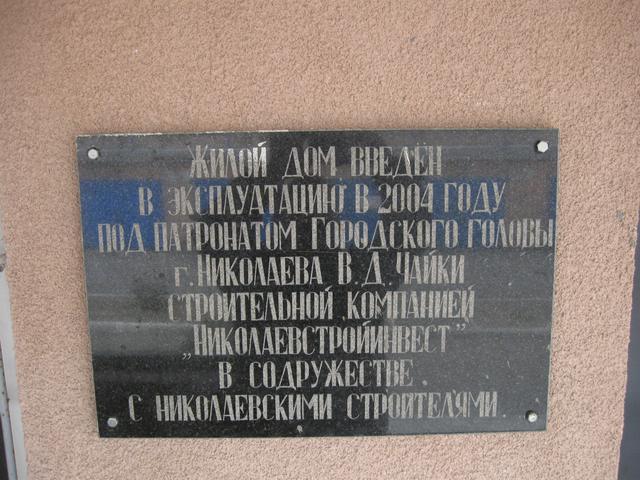 Жилой дом введён
в эксплуатацию в 2004 году
под патронатом Городского головы
г. Николаева В.Д. Чайки
строительной компанией
„Николаевстройинвест”
в содружестве
с николаевскими строителями.